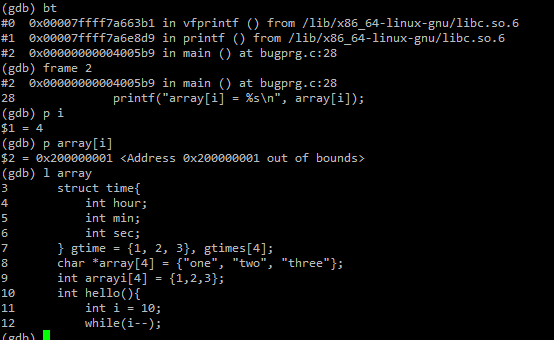 (gdb) bt
#0  0x00007ffff7a663b1 in vfprintf () from /lib/x86_64-linux-gnu/libc.so.6
#1  0x00007ffff7a6e8d9 in printf () from /lib/x86_64-linux-gnu/libc.so.6
#2  0x00000000004005b9 in main () at bugprg.c:28
(gdb) frame 2
#2  0x00000000004005b9 in main () at bugprg.c:28
28              printf("array[i] = %s\n", array[i]);
(gdb) p i
$1 = 4
(gdb) p array[i]
$2 = 0x200000001 <Address 0x200000001 out of bounds>
(gdb) l array
3       struct time{
4           int hour;
5           int min;
6           int sec;
7       } gtime = {1, 2, 3}, gtimes[4];
8       char *array[4] = {"one", "two", "three"};
9       int arrayi[4] = {1,2,3};
10      int hello(){
11          int i = 10;
12          while(i--);
(gdb)